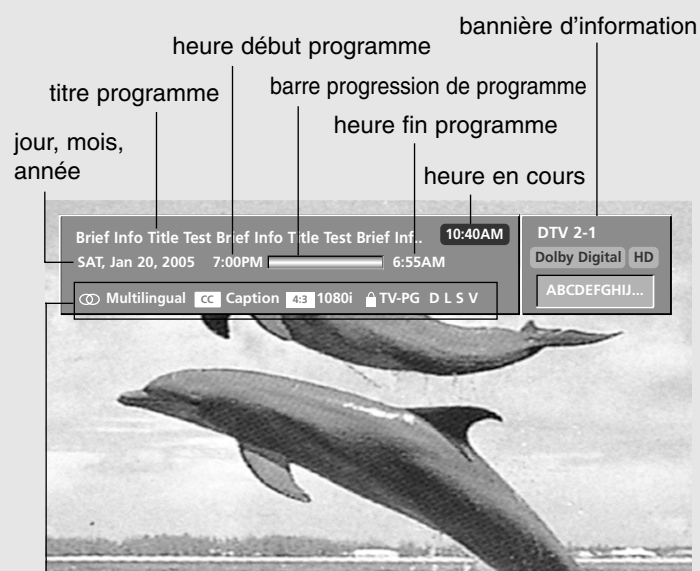 bannière d'information
heure début programme
barre progression de programme
titre programme
heure fin programme
jour, mois,
année
heure en cours
Brief Info Title Test Brief Info Title Test Brief Inf..
10:40AM
SAT, Jan 20, 2005 7:00PM 6:55AM
Multilingual CC Caption 4:3 1080i TV-PG D L S V
DTV 2-1
Dolby Digital HD
ABCDEFGHIJ...